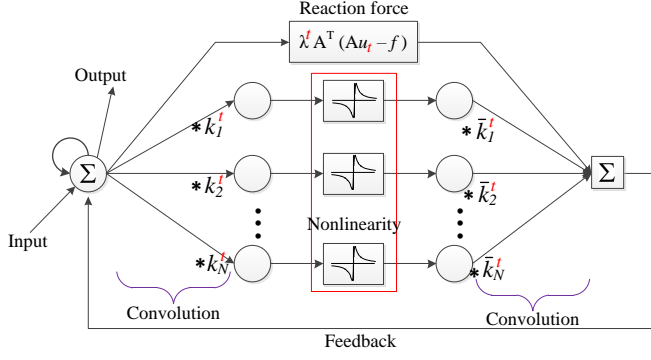 Reaction force
λ^t A^T (Au_t − f)
Output
* k_1^t
* k̄_1^t
Σ
* k_2^t
* k̄_2^t
Σ
Input
Nonlinearity
* k_N^t
* k̄_N^t
Convolution
Convolution
Feedback